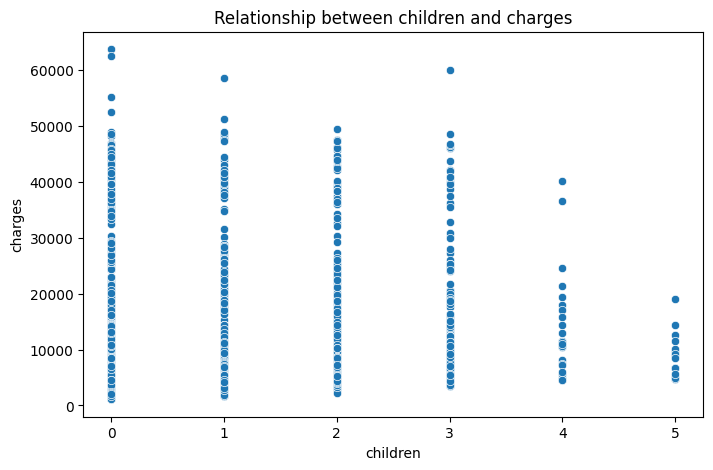 Relationship between children and charges
charges
60000
50000
40000
30000
20000
10000
0
0 1 2 3 4 5
children